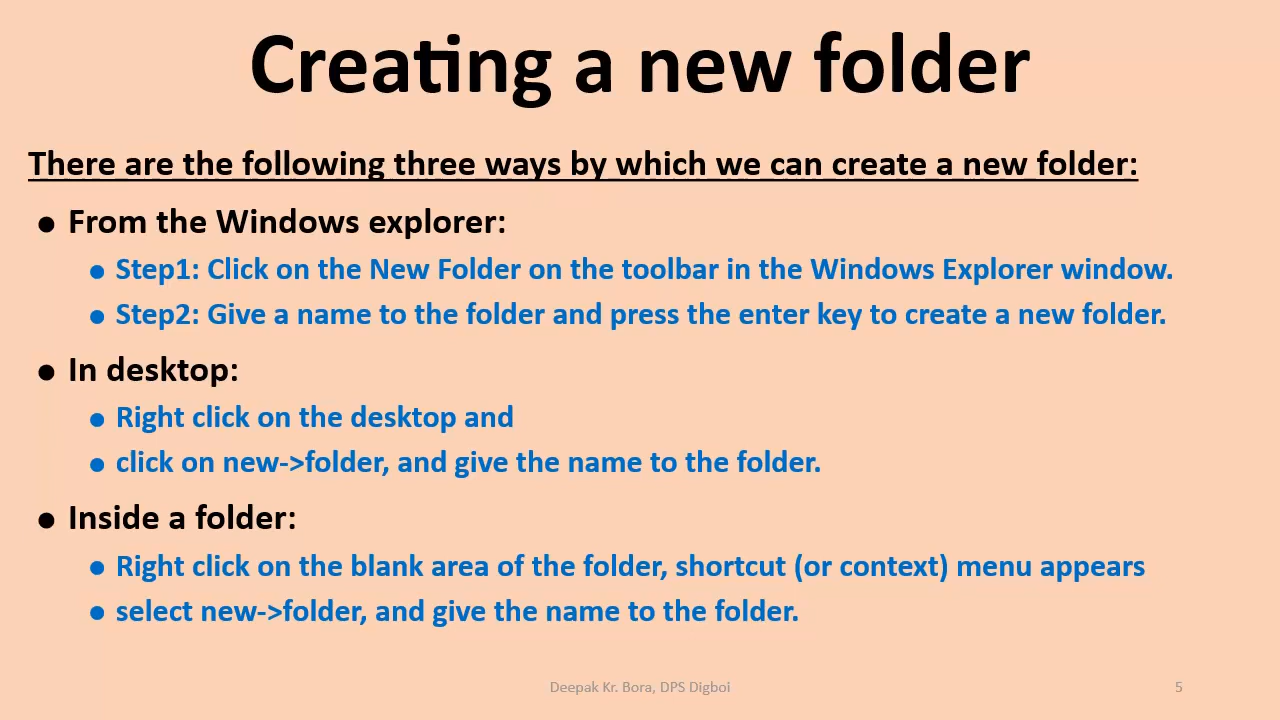 Creating a new folder
There are the following three ways by which we can create a new folder:
● From the Windows explorer:
● Step1: Click on the New Folder on the toolbar in the Windows Explorer window.
● Step2: Give a name to the folder and press the enter key to create a new folder.
● In desktop:
● Right click on the desktop and
● click on new->folder, and give the name to the folder.
● Inside a folder:
● Right click on the blank area of the folder, shortcut (or context) menu appears
● select new->folder, and give the name to the folder.
Deepak Kr. Bora, DPS Digboi
5